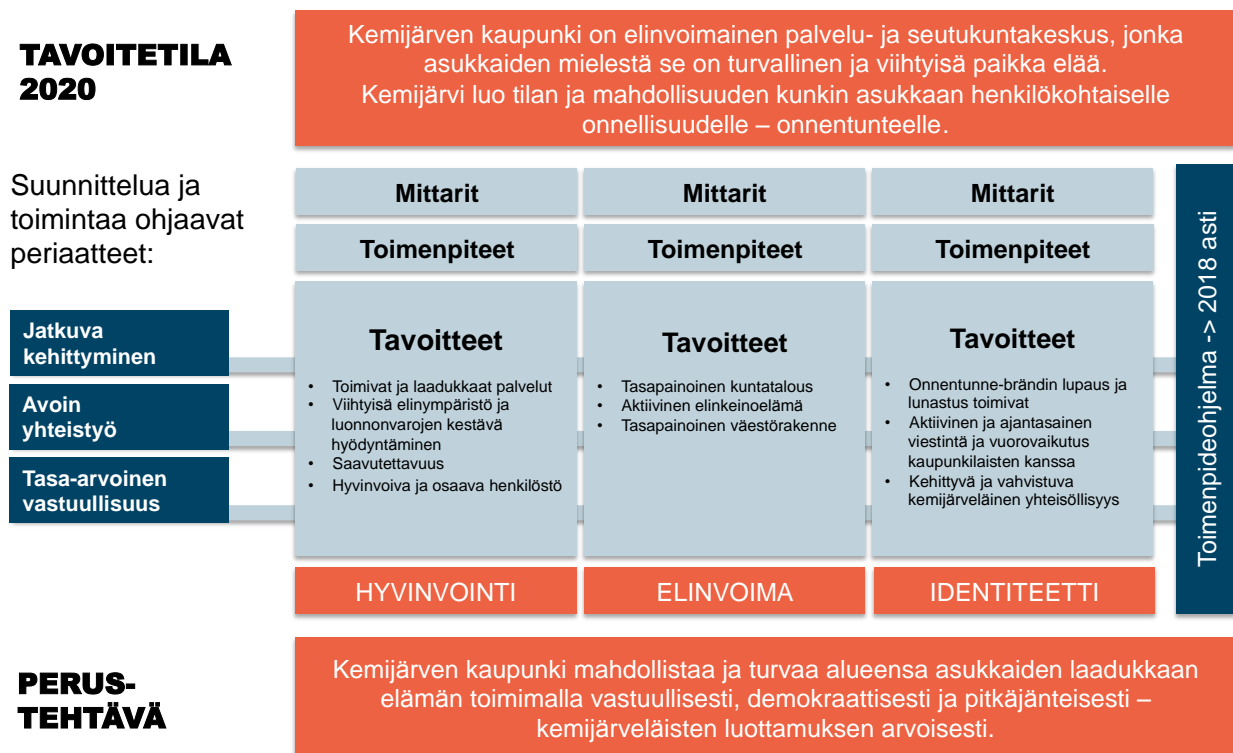 TAVOITETILA
2020
Kemijärven kaupunki on elinvoimainen palvelu- ja seutukuntakeskus, jonka
asukkaiden mielestä se on turvallinen ja viihtyisä paikka elää.
Kemijärvi luo tilan ja mahdollisuuden kunkin asukkaan henkilökohtaiselle
onnellisuudelle – onnentunteelle.
Suunnittelua ja
toimintaa ohjaavat
periaatteet:
Jatkuva
kehittyminen
Avoin
yhteistyö
Tasa-arvoinen
vastuullisuus
Mittarit
Toimenpiteet
Tavoitteet
• Toimivat ja laadukkaat palvelut
• Viihtyisä elinympäristö ja
luonnonvarojen kestävä
hyödyntäminen
• Saavutettavuus
• Hyvinvoiva ja osaava henkilöstö
HYVINVOINTI
Mittarit
Toimenpiteet
Tavoitteet
• Tasapainoinen kuntatalous
• Aktiivinen elinkeinoelämä
• Tasapainoinen väestörakenne
ELINVOIMA
Mittarit
Toimenpiteet
Tavoitteet
• Onnentunne-brändin lupaus ja
lunastus toimivat
• Aktiivinen ja ajantasainen
viestintä ja vuorovaikutus
kaupunkilaisten kanssa
• Kehittyvä ja vahvistuva
kemijärveläinen yhteisöllisyys
IDENTITEETTI
Toimenpideohjelma -> 2018 asti
PERUS-
TEHTÄVÄ
Kemijärven kaupunki mahdollistaa ja turvaa alueensa asukkaiden laadukkaan
elämän toimimalla vastuullisesti, demokraattisesti ja pitkäjänteisesti –
kemijärveläisten luottamuksen arvoisesti.